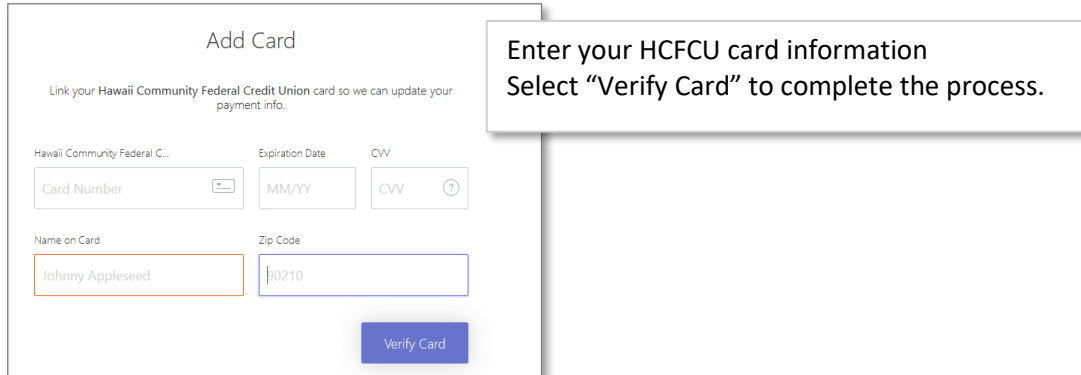 Add Card
Link your Hawaii Community Federal Credit Union card so we can update your
payment info.
Enter your HCFCU card information
Select “Verify Card” to complete the process.
Hawaii Community Federal C...
Expiration Date
CVV
Card Number
MM/YY
CVV
?
Name on Card
Zip Code
Johnny Appleseed
90210
Verify Card